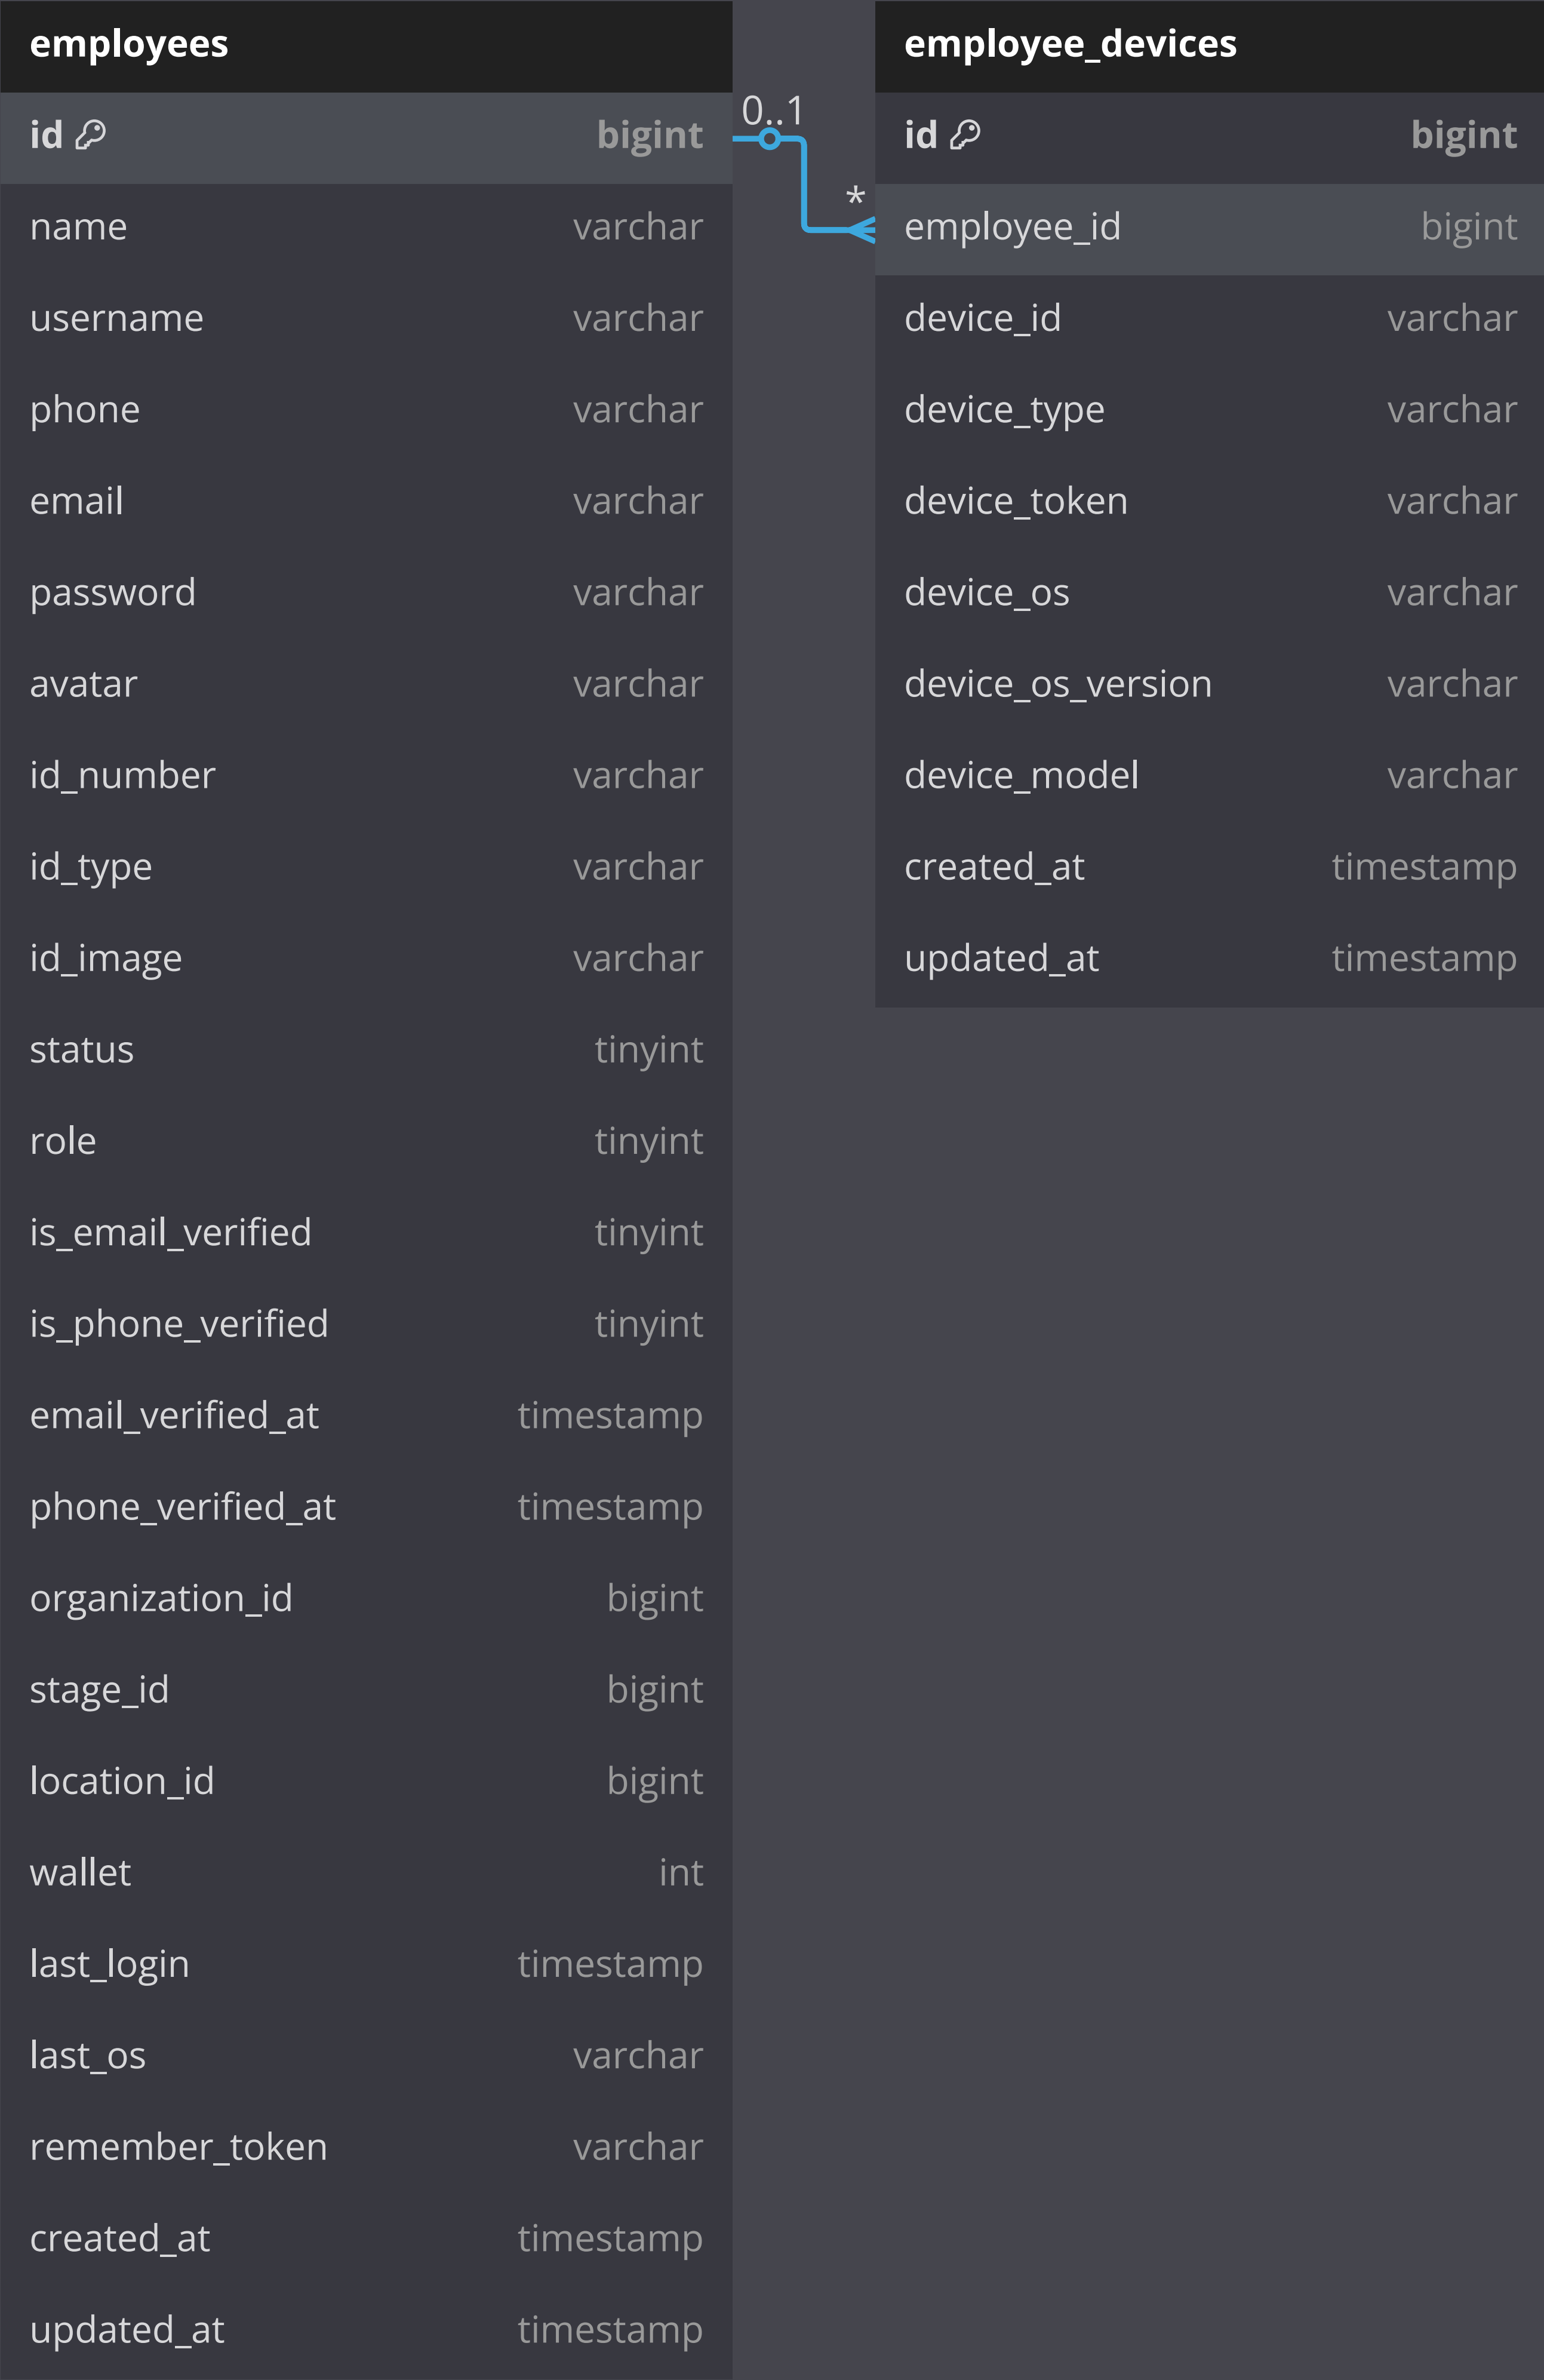 employees
id bigint
name varchar
username varchar
phone varchar
email varchar
password varchar
avatar varchar
id_number varchar
id_type varchar
id_image varchar
status tinyint
role tinyint
is_email_verified tinyint
is_phone_verified tinyint
email_verified_at timestamp
phone_verified_at timestamp
organization_id bigint
stage_id bigint
location_id bigint
wallet int
last_login timestamp
last_os varchar
remember_token varchar
created_at timestamp
updated_at timestamp
0..1
*
employee_devices
id bigint
employee_id bigint
device_id varchar
device_type varchar
device_token varchar
device_os varchar
device_os_version varchar
device_model varchar
created_at timestamp
updated_at timestamp